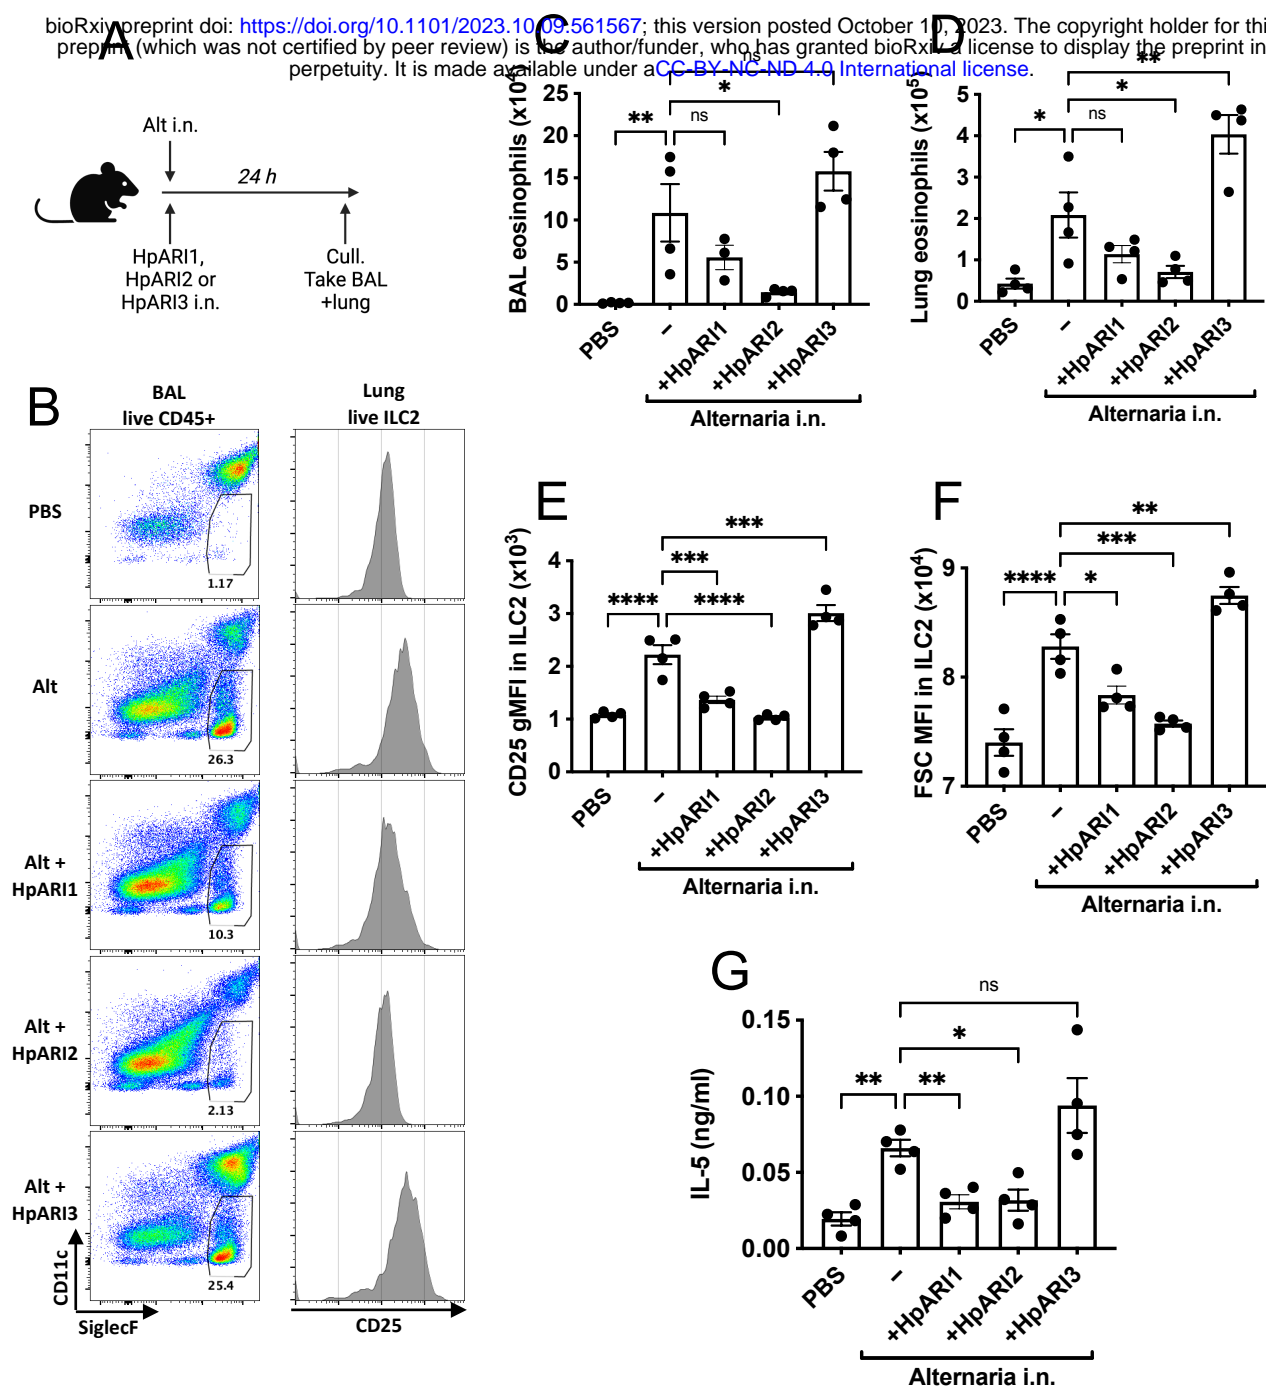 bioRxiv preprint doi: https://doi.org/10.1101/2023.10.09.561567; this version posted October 10, 2023. The copyright holder for thi
preprint (which was not certified by peer review) is the author/funder, who has granted bioRxiv a license to display the preprint in
perpetuity. It is made available under aCC-BY-NC-ND 4.0 International license.
A
Alt i.n.
24 h
HpARI1,
HpARI2 or
HpARI3 i.n.
Cull.
Take BAL
+lung
B
BAL
live CD45+
Lung
live ILC2
PBS
1.17
Alt
26.3
Alt +
HpARI1
10.3
Alt +
HpARI2
2.13
Alt +
HpARI3
25.4
CD11c
SiglecF
CD25
C
BAL eosinophils (x10⁴)
25
20
15
10
5
0
ns
*
** ns
PBS
–
+HpARI1
+HpARI2
+HpARI3
Alternaria i.n.
D
Lung eosinophils (x10⁵)
5
4
3
2
1
0
**
*
* ns
PBS
–
+HpARI1
+HpARI2
+HpARI3
Alternaria i.n.
E
CD25 gMFI in ILC2 (x10³)
4
3
2
1
0
***
***
**** ****
PBS
–
+HpARI1
+HpARI2
+HpARI3
Alternaria i.n.
F
FSC MFI in ILC2 (x10⁴)
9
8
7
**
***
**** *
PBS
–
+HpARI1
+HpARI2
+HpARI3
Alternaria i.n.
G
IL-5 (ng/ml)
0.15
0.10
0.05
0.00
ns
*
** **
PBS
–
+HpARI1
+HpARI2
+HpARI3
Alternaria i.n.